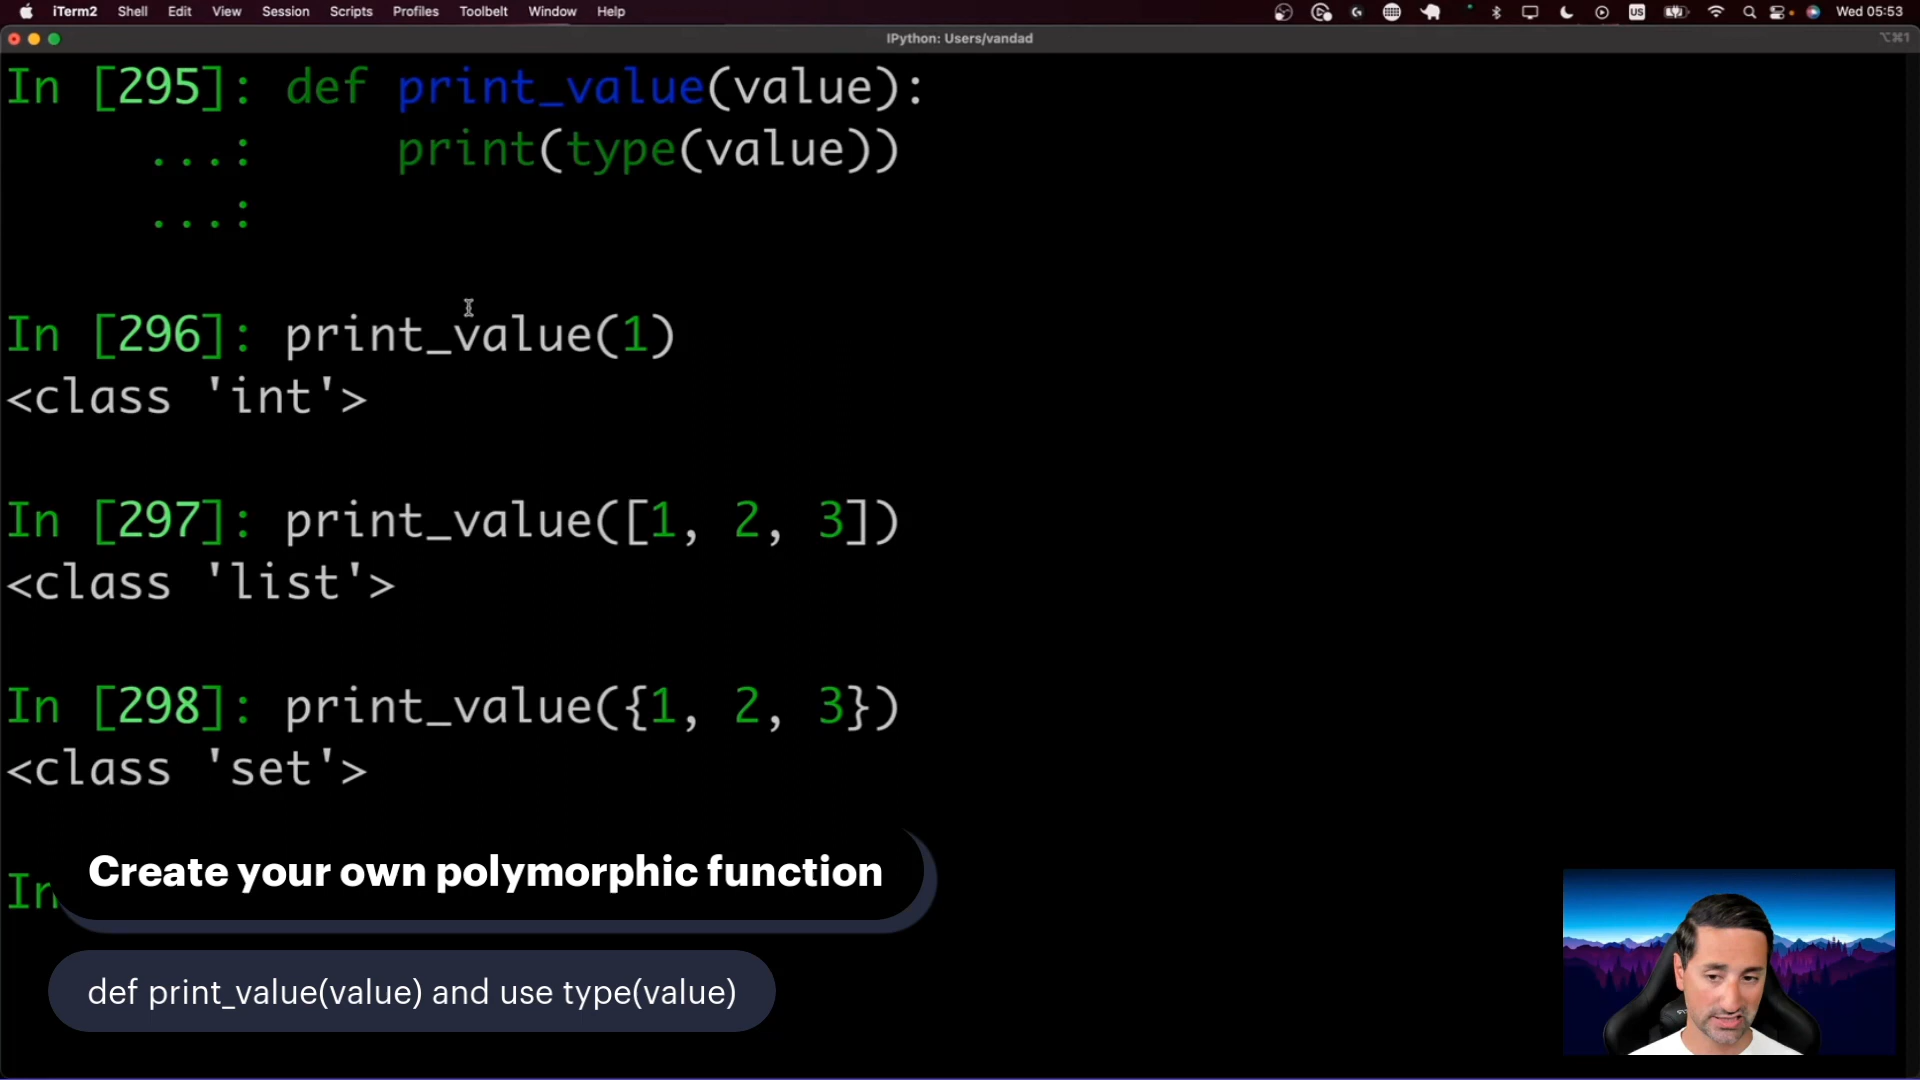 iTerm2 Shell Edit View Session Scripts Profiles Toolbelt Window Help US Wed 05:53
IPython: Users/vandad ⌥⌘1
In [295]: def print_value(value):
...: print(type(value))
...:
In [296]: print_value(1)
<class 'int'>
In [297]: print_value([1, 2, 3])
<class 'list'>
In [298]: print_value({1, 2, 3})
<class 'set'>
In
Create your own polymorphic function
def print_value(value) and use type(value)